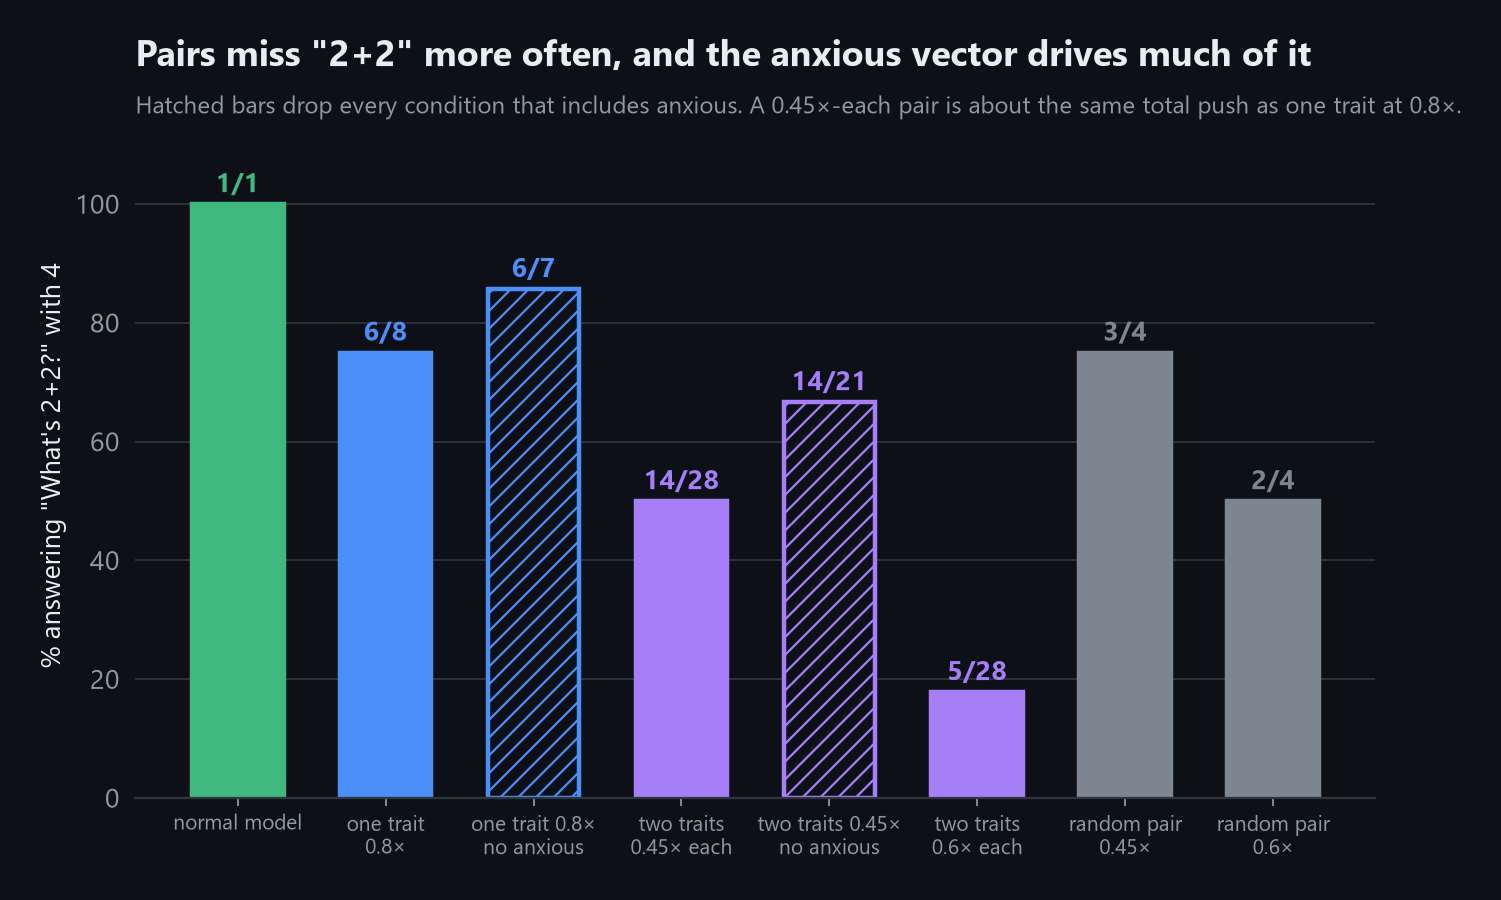 Pairs miss "2+2" more often, and the anxious vector drives much of it
Hatched bars drop every condition that includes anxious. A 0.45×-each pair is about the same total push as one trait at 0.8×.
% answering "What's 2+2?" with 4
100
80
60
40
20
0
1/1
6/8
6/7
14/28
14/21
5/28
3/4
2/4
normal model
one trait
0.8×
one trait 0.8×
no anxious
two traits
0.45× each
two traits 0.45×
no anxious
two traits
0.6× each
random pair
0.45×
random pair
0.6×